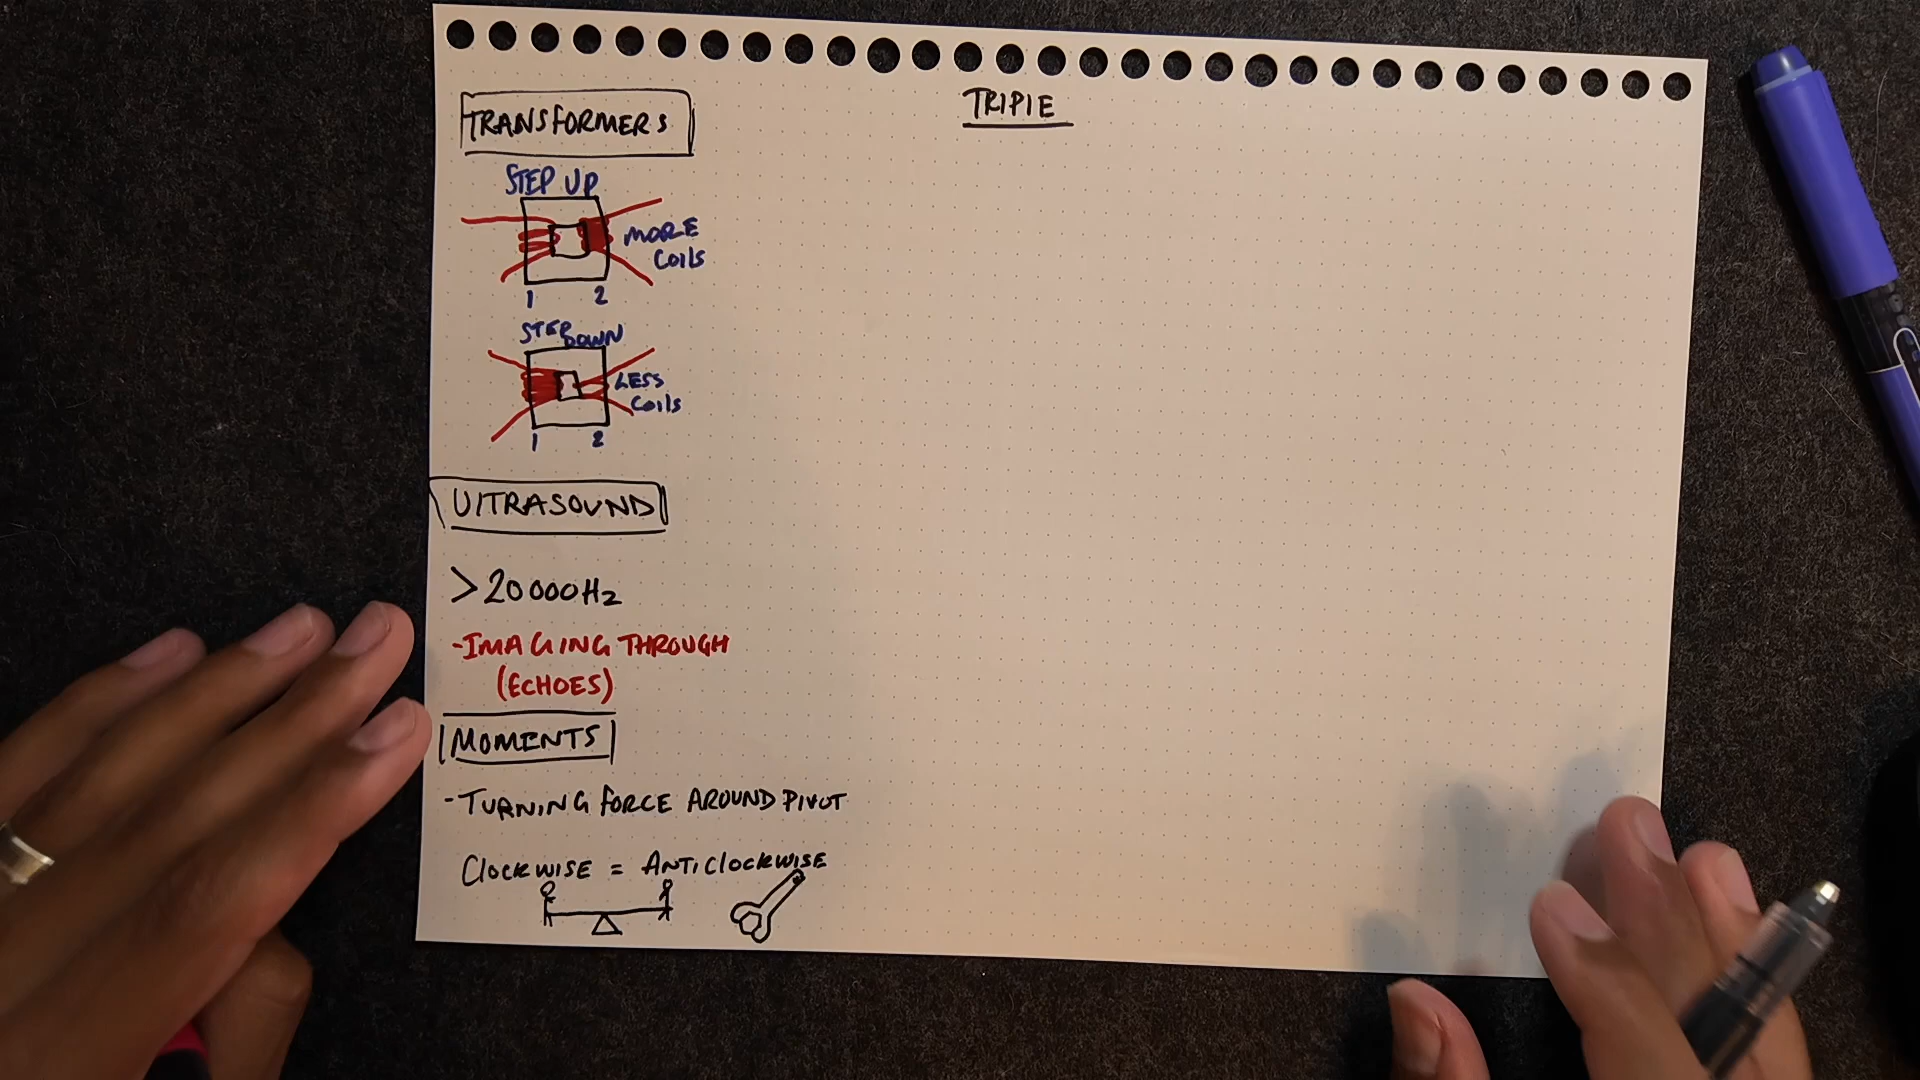 TRIPlE
TRANSFORMERS
STEP UP
MORE
Coils
1 2
STEP DOWN
LESS
Coils
1 2
UlTRASOUND
>20000Hz
-IMAGING THROUGH
(ECHOES)
MOMENTS
-TURNING FORCE AROUND PIVOT
ClOCKWISE = ANTIClOCKWISE